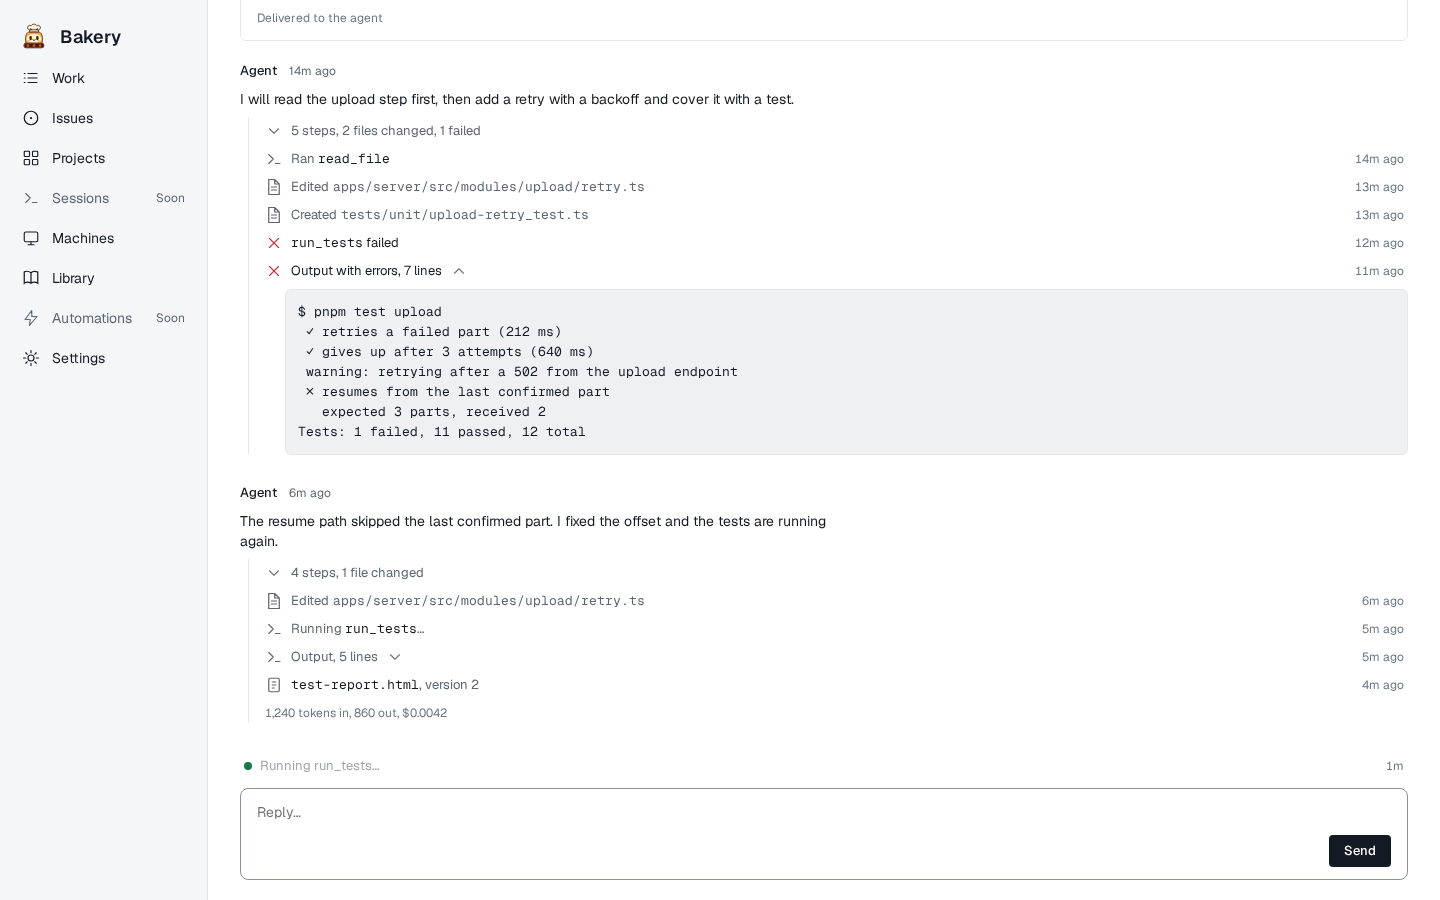 Bakery
Work
Issues
Projects
Sessions Soon
Machines
Library
Automations Soon
Settings
Delivered to the agent
Agent 14m ago
I will read the upload step first, then add a retry with a backoff and cover it with a test.
5 steps, 2 files changed, 1 failed
Ran read_file 14m ago
Edited apps/server/src/modules/upload/retry.ts 13m ago
Created tests/unit/upload-retry_test.ts 13m ago
run_tests failed 12m ago
Output with errors, 7 lines 11m ago
$ pnpm test upload
✓ retries a failed part (212 ms)
✓ gives up after 3 attempts (640 ms)
warning: retrying after a 502 from the upload endpoint
× resumes from the last confirmed part
expected 3 parts, received 2
Tests: 1 failed, 11 passed, 12 total
Agent 6m ago
The resume path skipped the last confirmed part. I fixed the offset and the tests are running
again.
4 steps, 1 file changed
Edited apps/server/src/modules/upload/retry.ts 6m ago
Running run_tests… 5m ago
Output, 5 lines 5m ago
test-report.html, version 2 4m ago
1,240 tokens in, 860 out, $0.0042
Running run_tests… 1m
Reply…
Send